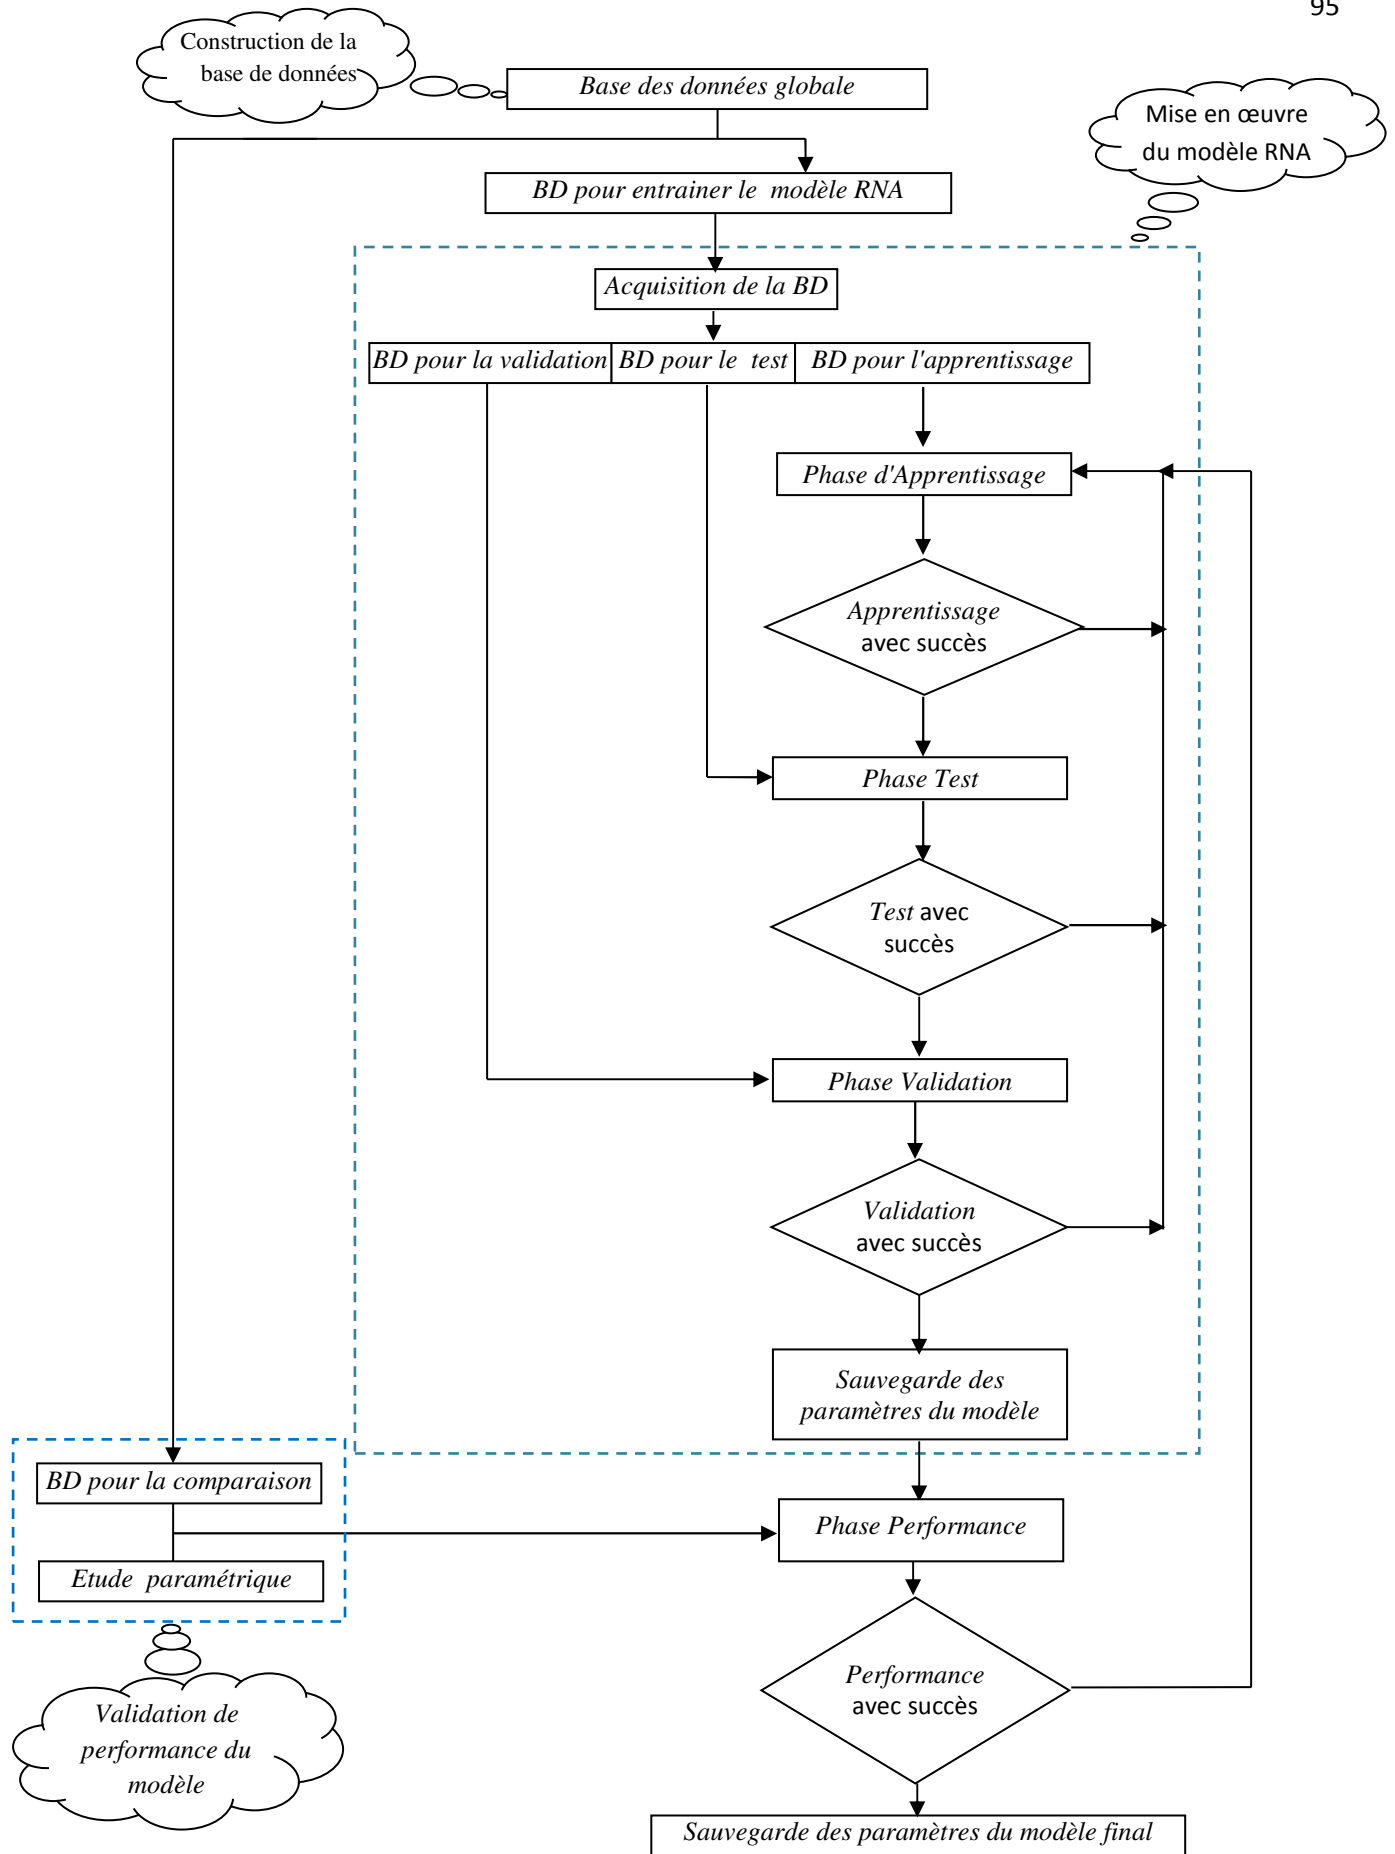 95
Construction de la
base de données
Base des données globale
Mise en œuvre
du modèle RNA
BD pour entrainer le modèle RNA
Acquisition de la BD
BD pour la validation
BD pour le test
BD pour l'apprentissage
Phase d'Apprentissage
Apprentissage
avec succès
Phase Test
Test avec
succès
Phase Validation
Validation
avec succès
Sauvegarde des
paramètres du modèle
BD pour la comparaison
Phase Performance
Etude paramétrique
Validation de
performance du
modèle
Performance
avec succès
Sauvegarde des paramètres du modèle final